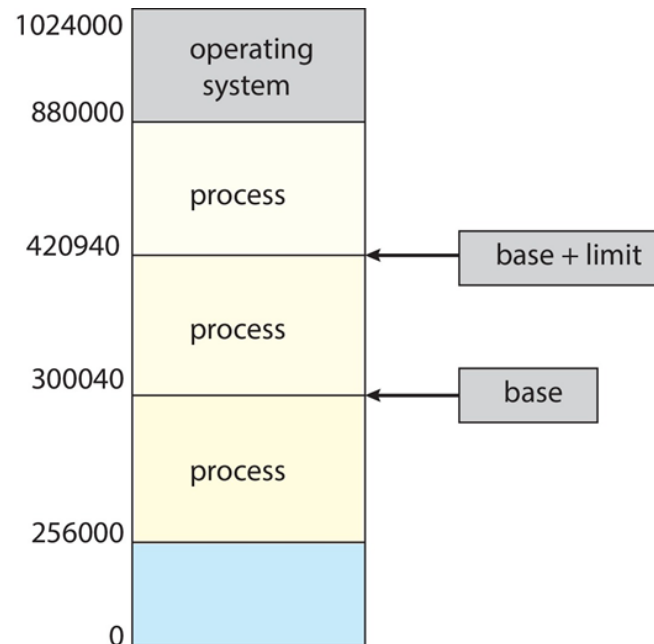 1024000
operating
system
880000
process
420940
base + limit
process
300040
base
process
256000
0